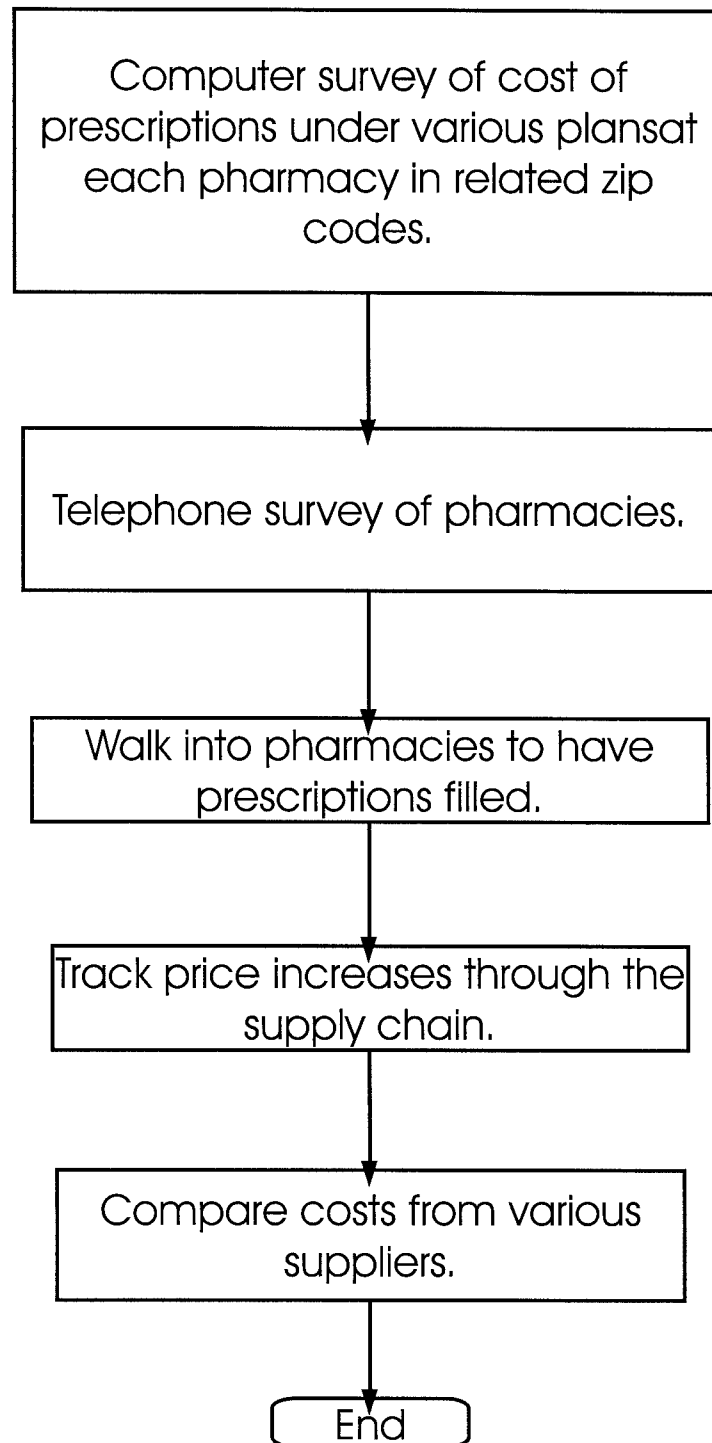 Computer survey of cost of
prescriptions under various plansat
each pharmacy in related zip
codes.
Telephone survey of pharmacies.
Walk into pharmacies to have
prescriptions filled.
Track price increases through the
supply chain.
Compare costs from various
suppliers.
End